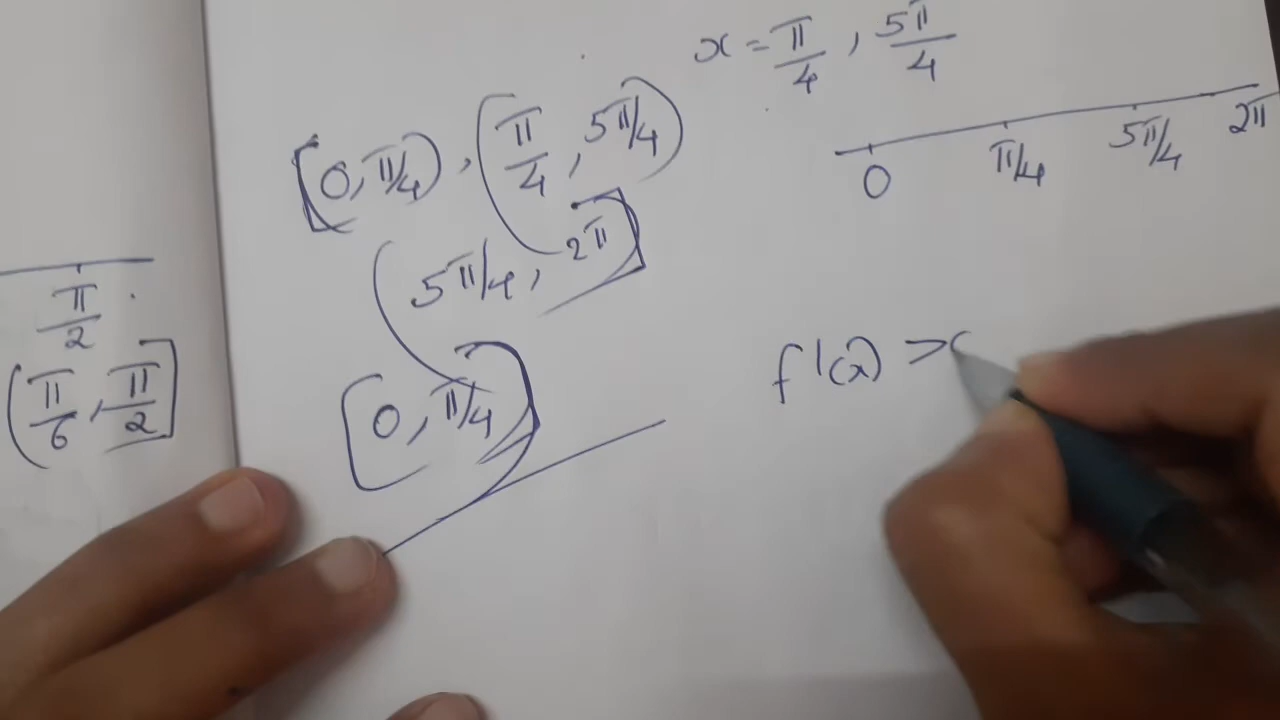 x = π/4 , 5π/4
[0, π/4) , (π/4 , 5π/4)
0 π/4 5π/4 2π
(5π/4, 2π]
π/2
f'(x) >
(π/6 , π/2]
[0, π/4)